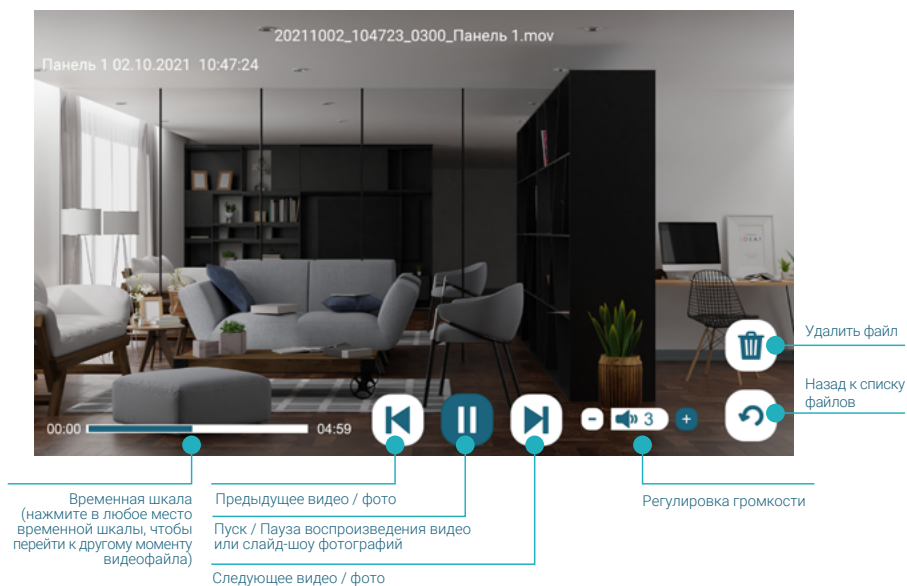 20211002_104723_0300_Панель 1.mov
Панель 1 02.10.2021 10:47:24
Удалить файл
Назад к списку
файлов
00:00
04:59
3
Временная шкала
(нажмите в любое место
временной шкалы, чтобы
перейти к другому моменту
видеофайла)
Предыдущее видео / фото
Пуск / Пауза воспроизведения видео
или слайд-шоу фотографий
Следующее видео / фото
Регулировка громкости